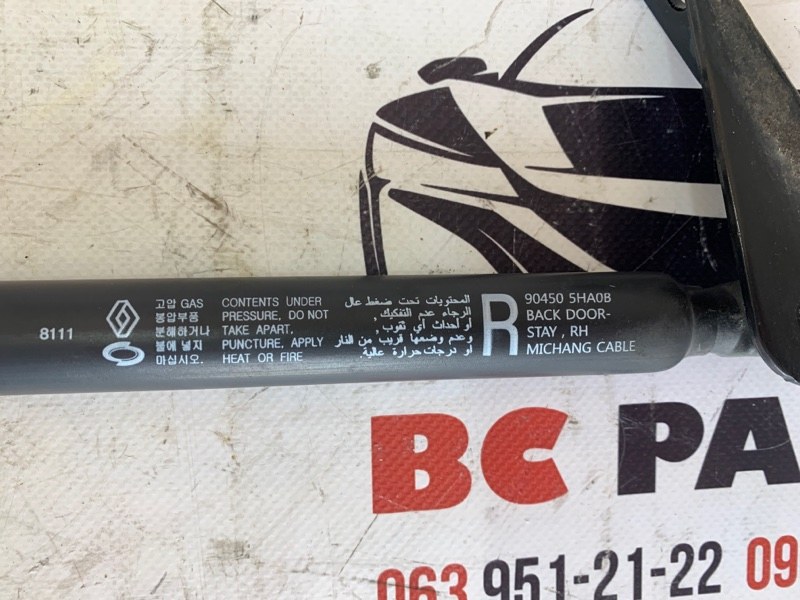 8111
고압 GAS
봉입부품
분해하거나
불에 넣지
마십시오.
CONTENTS UNDER
PRESSURE. DO NOT
TAKE APART,
PUNCTURE, APPLY
HEAT OR FIRE
المحتويات تحت ضغط عال
الرجاء عدم التفكيك,
أو أحداث أي ثقوب,
وعدم وضعها قريب من النار
أو درجات حرارة عالية.
R
90450 5HA0B
BACK DOOR-
STAY , RH
MICHANG CABLE
BC PA
063 951-21-22 09